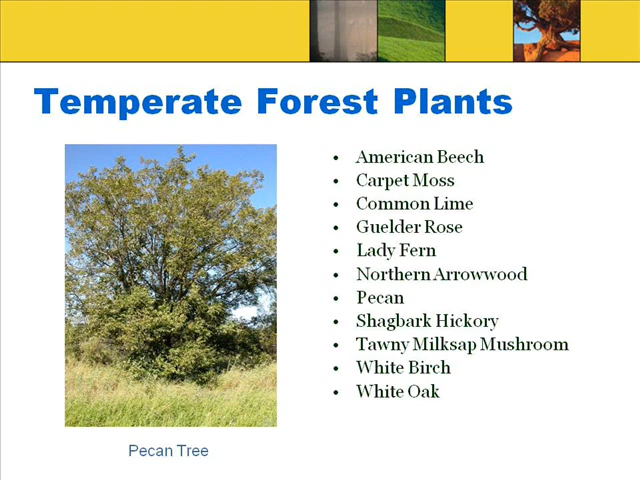 Temperate Forest Plants
• American Beech
• Carpet Moss
• Common Lime
• Guelder Rose
• Lady Fern
• Northern Arrowwood
• Pecan
• Shagbark Hickory
• Tawny Milksap Mushroom
• White Birch
• White Oak
Pecan Tree